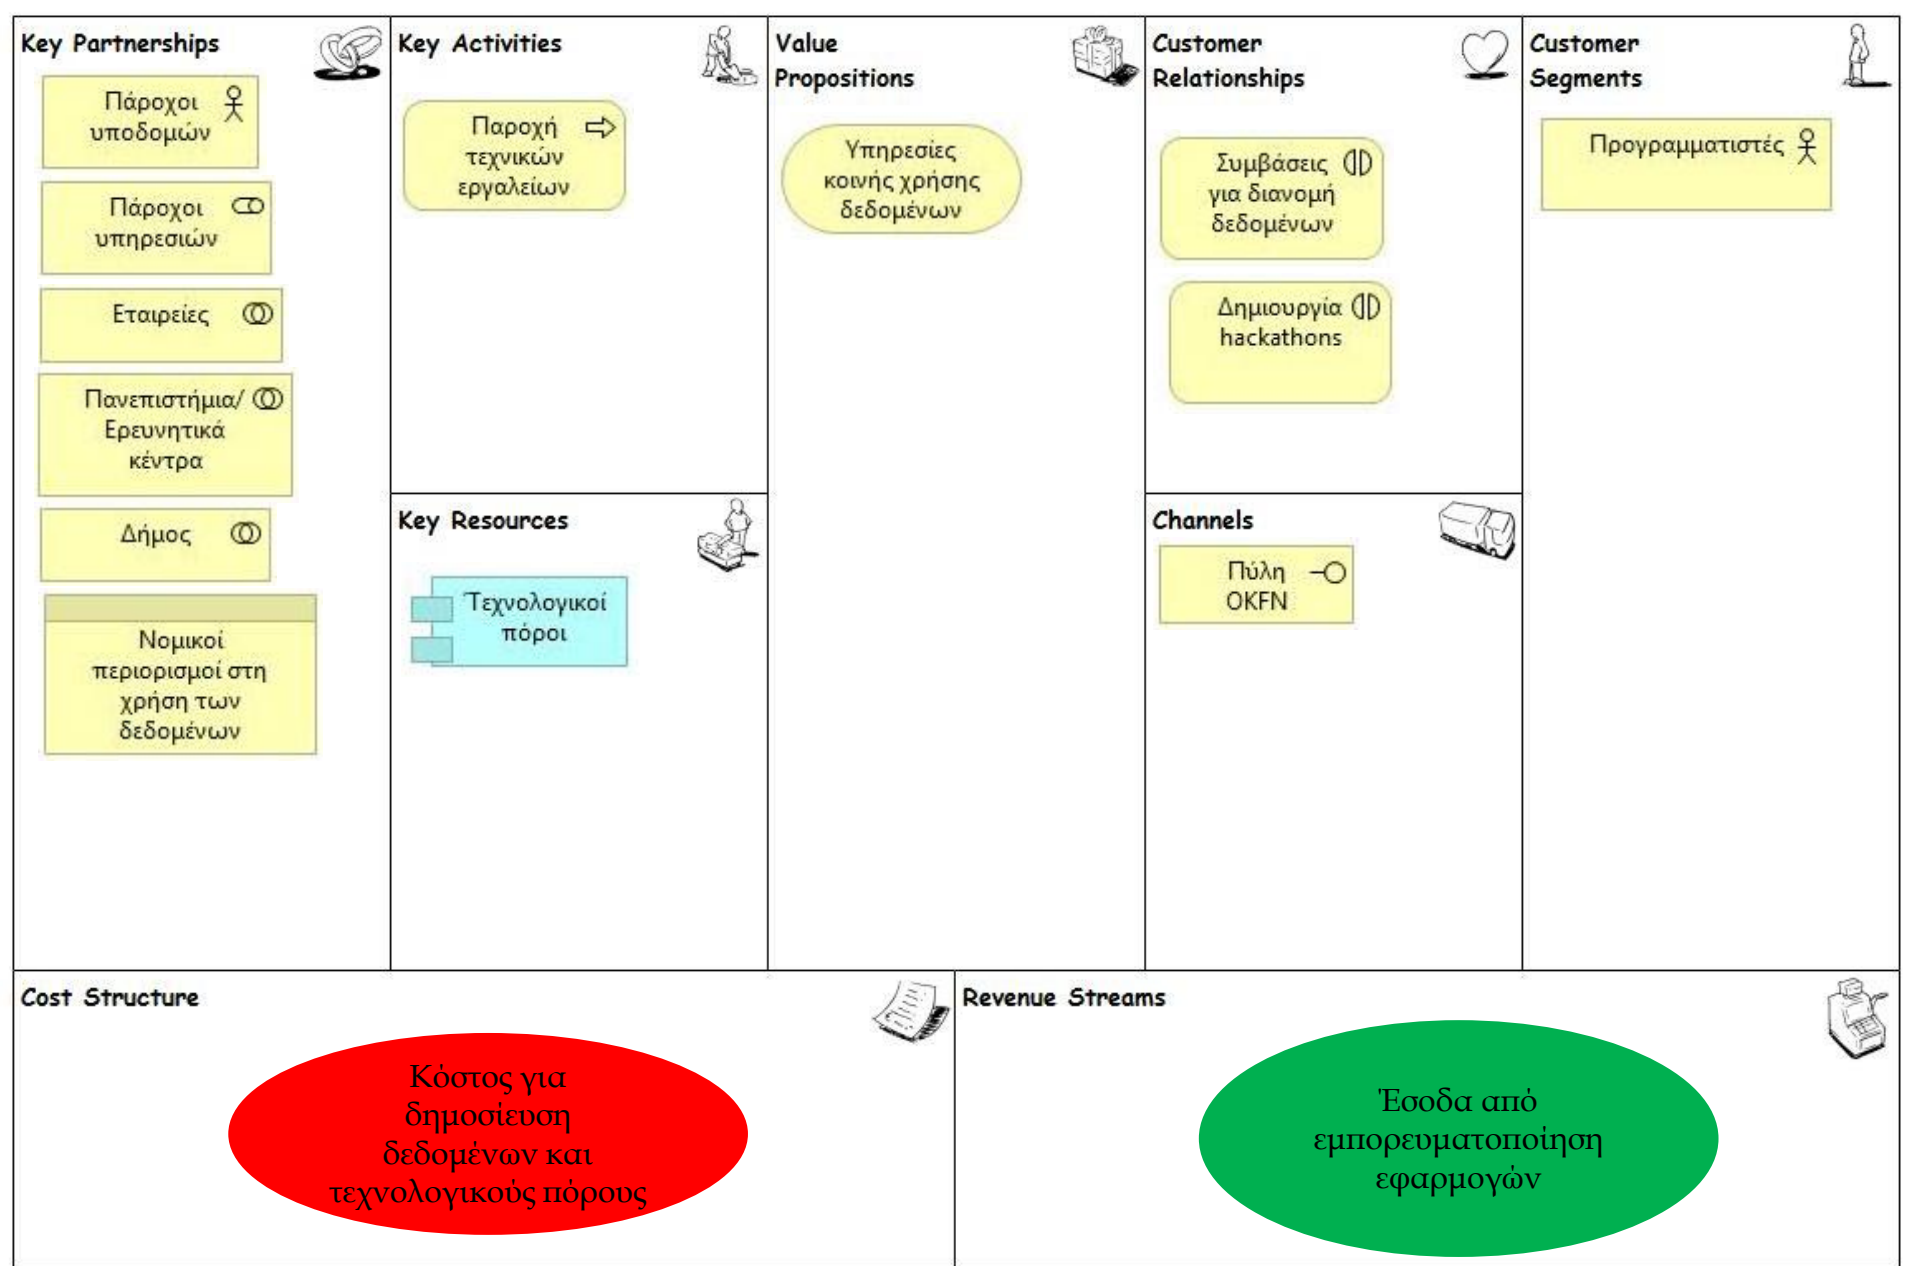 Key Partnerships
Πάροχοι
υποδομών
Πάροχοι
υπηρεσιών
Εταιρείες
Πανεπιστήμια/
Ερευνητικά
κέντρα
Δήμος
Νομικοί
περιορισμοί στη
χρήση των
δεδομένων
Key Activities
Παροχή
τεχνικών
εργαλείων
Key Resources
Τεχνολογικοί
πόροι
Value
Propositions
Υπηρεσίες
κοινής χρήσης
δεδομένων
Customer
Relationships
Συμβάσεις
για διανομή
δεδομένων
Δημιουργία
hackathons
Channels
Πύλη
OKFN
Customer
Segments
Προγραμματιστές
Cost Structure
Κόστος για
δημοσίευση
δεδομένων και
τεχνολογικούς πόρους
Revenue Streams
Έσοδα από
εμπορευματοποίηση
εφαρμογών